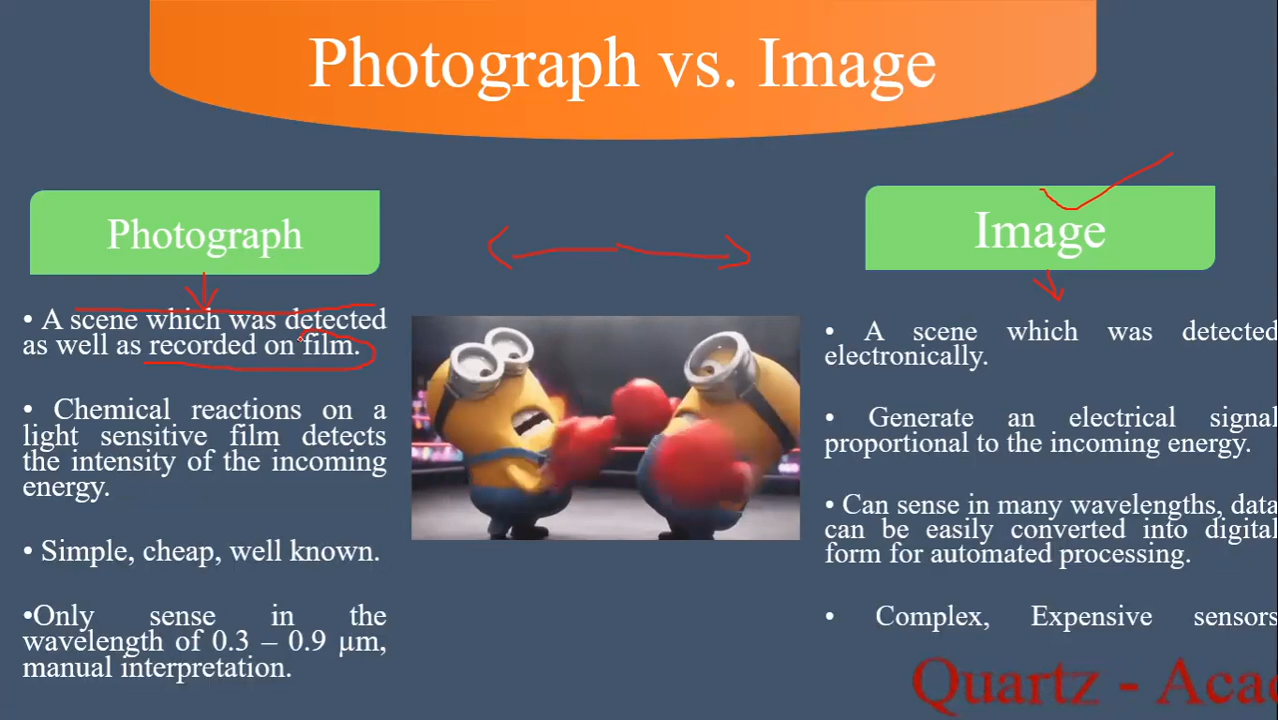 Photograph vs. Image
Photograph
• A scene which was detected
as well as recorded on film.
• Chemical reactions on a
light sensitive film detects
the intensity of the incoming
energy.
• Simple, cheap, well known.
•Only sense in the
wavelength of 0.3 – 0.9 µm,
manual interpretation.
Image
• A scene which was detected
electronically.
• Generate an electrical signal
proportional to the incoming energy.
• Can sense in many wavelengths, data
can be easily converted into digital
form for automated processing.
• Complex, Expensive sensors
Quartz -